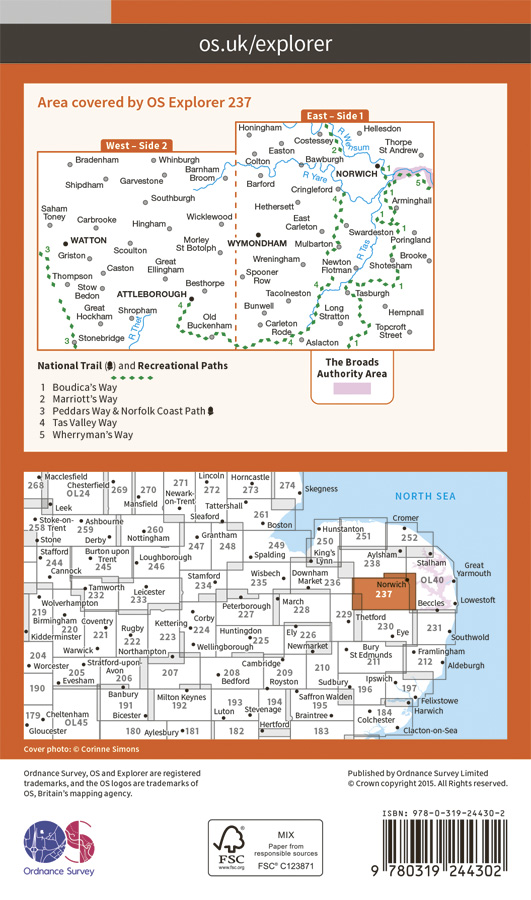 os.uk/explorer
Area covered by OS Explorer 237
East – Side 1
West – Side 2
Honingham
Hellesdon
Costessey
R Wensum
Easton
Thorpe
St Andrew
Colton
Bawburgh
Bradenham
Whinburgh
Barnham
Broom
R Yare
NORWICH
Shipdham
Garvestone
Barford
Cringleford
Southburgh
Hethersett
Arminghall
Saham
Toney
Carbrooke
Wicklewood
East
Carleton
Hingham
Swardeston
WATTON
Morley
St Botolph
WYMONDHAM
Mulbarton
Poringland
Griston
Scoulton
R Tas
Brooke
Great
Ellingham
Wreningham
Newton
Flotman
Shotesham
Caston
Thompson
Spooner
Row
Stow
Bedon
Besthorpe
ATTLEBOROUGH
Tacolneston
Tasburgh
Great
Hockham
Shropham
Bunwell
Long
Stratton
Hempnall
Old
Buckenham
Carleton
Rode
Topcroft
Street
R Thet
Stonebridge
Aslacton
1
1
1
1
1
2
3
3
4
4
4
4
5
National Trail ( ) and Recreational Paths
1 Boudica's Way
2 Marriott's Way
3 Peddars Way & Norfolk Coast Path
4 Tas Valley Way
5 Wherryman's Way
The Broads
Authority Area
Macclesfield
268
Chesterfield
OL24
269
270
271
Lincoln
272
Horncastle
273
274
Skegness
NORTH SEA
Leek
Mansfield
Newark-
on-Trent
Tattershall
261
Stoke-on-
258 Trent
Ashbourne
259
Sleaford
Boston
Cromer
Stone
Derby
260
Nottingham
Grantham
247
248
249
Hunstanton
250
251
252
Stafford
244
Burton upon
Trent
245
Loughborough
246
Spalding
King's
Lynn
Aylsham
238
Stalham
Cannock
Tamworth
232
Leicester
233
Stamford
234
Wisbech
235
Downham
Market 236
Norwich
237
OL40
Great
Yarmouth
Wolverhampton
219
Peterborough
227
March
228
Beccles
Lowestoft
Birmingham
220
Coventry
221
Rugby
222
Kettering
223
Corby
224
Huntingdon
225
Ely 226
229
Thetford
230
Eye
231
Southwold
Kidderminster
Wellingborough
Newmarket
204
Warwick
Northampton
Bury
St Edmunds
211
Framlingham
212
Aldeburgh
Worcester
205
Stratford-upon-
Avon
206
207
208
Bedford
Cambridge
209
210
190
Evesham
Royston
Sudbury
Ipswich
196
197
Banbury
191
Milton Keynes
192
193
194
Saffron Walden
195
Felixstowe
Harwich
179
Cheltenham
OL45
Bicester
Luton
Stevenage
Braintree
184
Colchester
Gloucester
180
Aylesbury
181
182
Hertford
183
Clacton-on-Sea
Cover photo: © Corinne Simons
Ordnance Survey, OS and Explorer are registered
trademarks, and the OS logos are trademarks of
OS, Britain's mapping agency.
Published by Ordnance Survey Limited
© Crown copyright 2015. All rights reserved.
OS
Ordnance Survey
FSC
www.fsc.org
MIX
Paper from
responsible sources
FSC® C123871
ISBN: 978-0-319-24430-2
9 780319 244302